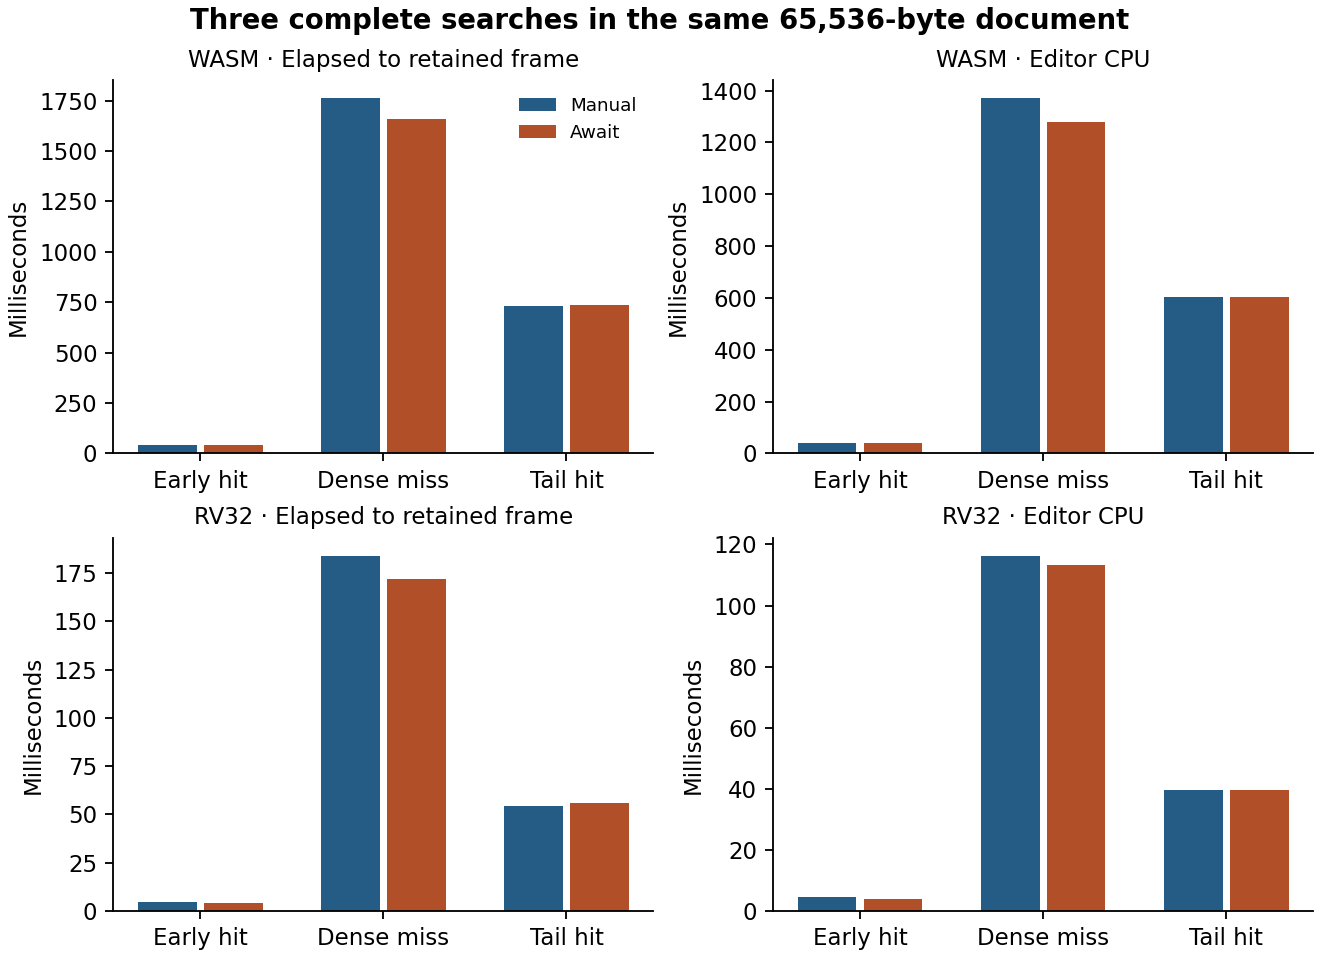 Three complete searches in the same 65,536-byte document
WASM · Elapsed to retained frame
Milliseconds
1750
1500
1250
1000
750
500
250
0
Manual
Await
Early hit
Dense miss
Tail hit
WASM · Editor CPU
Milliseconds
1400
1200
1000
800
600
400
200
0
Early hit
Dense miss
Tail hit
RV32 · Elapsed to retained frame
Milliseconds
175
150
125
100
75
50
25
0
Early hit
Dense miss
Tail hit
RV32 · Editor CPU
Milliseconds
120
100
80
60
40
20
0
Early hit
Dense miss
Tail hit